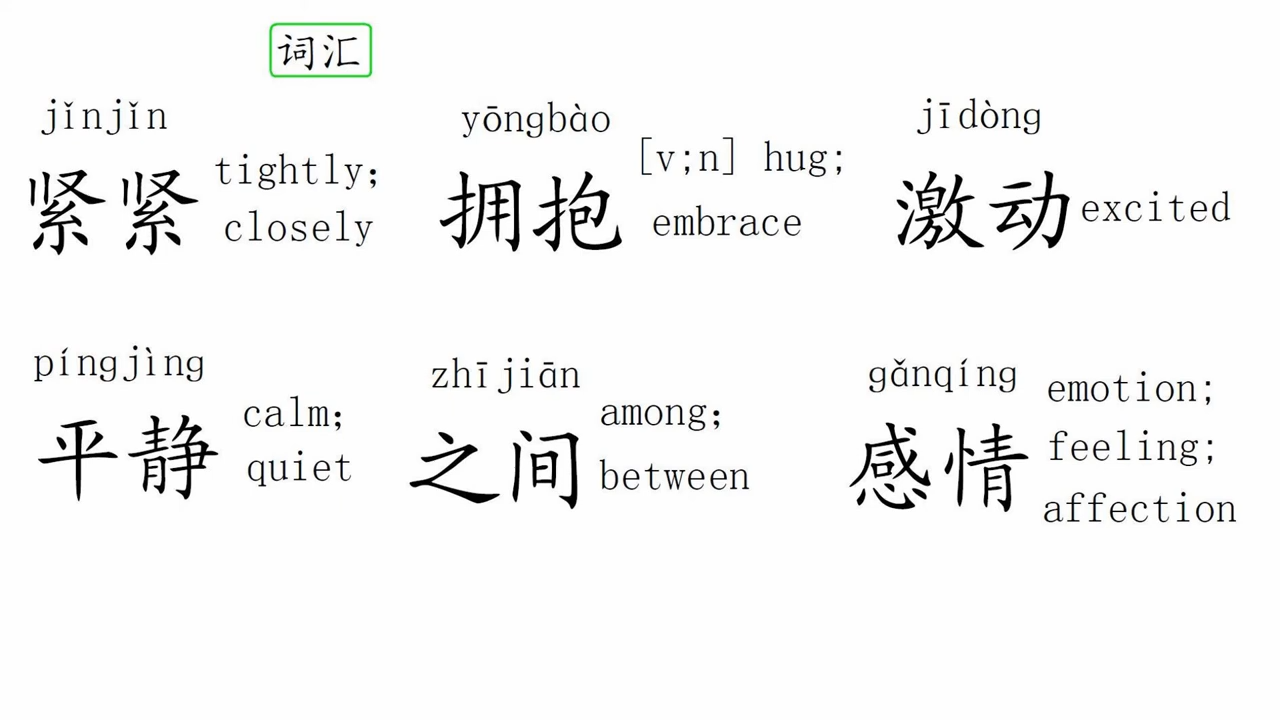 词汇
jǐnjǐn
紧紧
tightly;
closely
yōngbào
拥抱
[v;n] hug;
embrace
jīdòng
激动
excited
píngjìng
平静
calm;
quiet
zhījiān
之间
among;
between
gǎnqíng
感情
emotion;
feeling;
affection